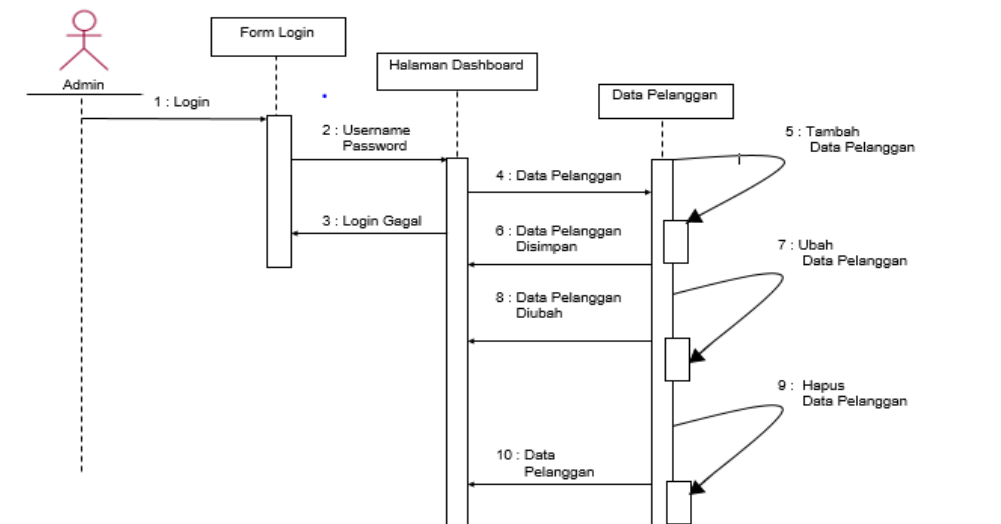 Form Login
Halaman Dashboard
Admin
Data Pelanggan
1 : Login
2 : Username
Password
5 : Tambah
Data Pelanggan
4 : Data Pelanggan
3 : Login Gagal
6 : Data Pelanggan
Disimpan
7 : Ubah
Data Pelanggan
8 : Data Pelanggan
Diubah
9 : Hapus
Data Pelanggan
10 : Data
Pelanggan